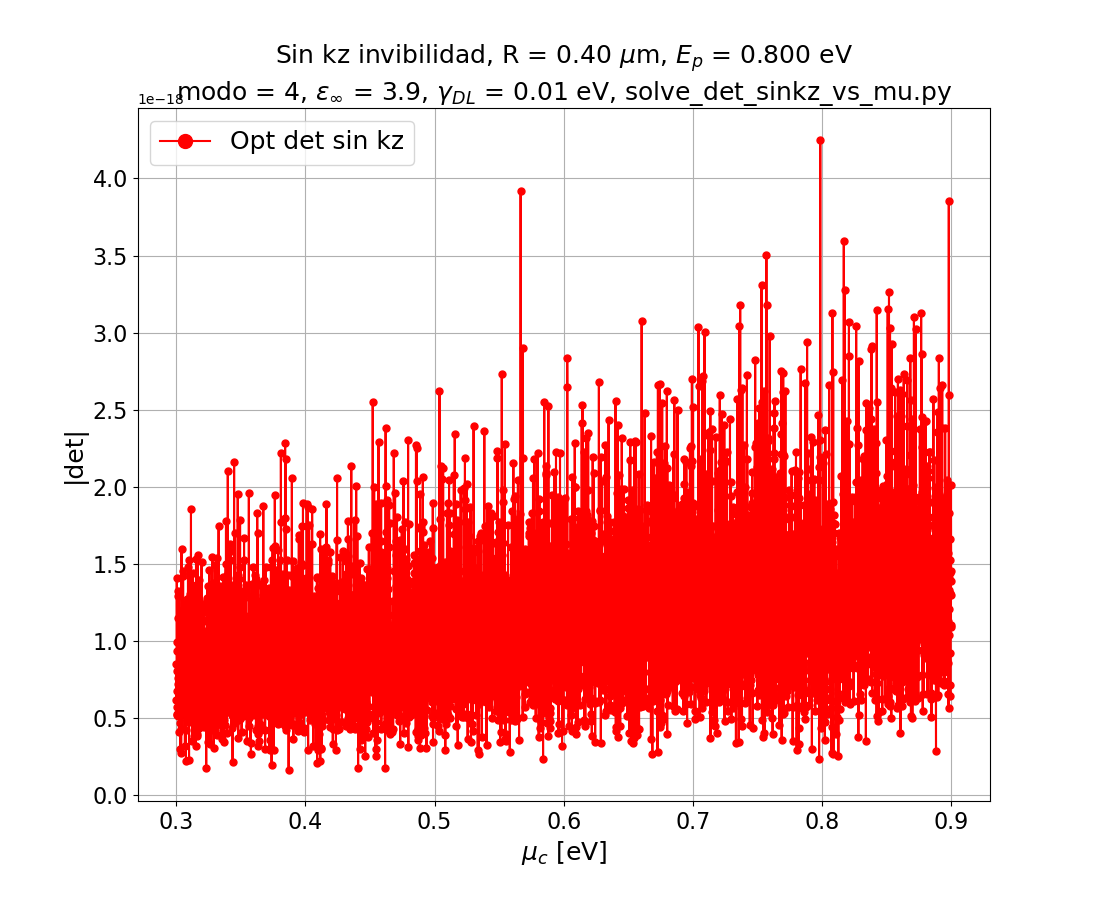 Sin kz invibilidad, R = 0.40 μm, E_p = 0.800 eV
modo = 4, ε_∞ = 3.9, γ_DL = 0.01 eV, solve_det_sinkz_vs_mu.py
1e−18
Opt det sin kz
4.0
3.5
3.0
2.5
2.0
1.5
1.0
0.5
0.0
|det|
0.3 0.4 0.5 0.6 0.7 0.8 0.9
μ_c [eV]